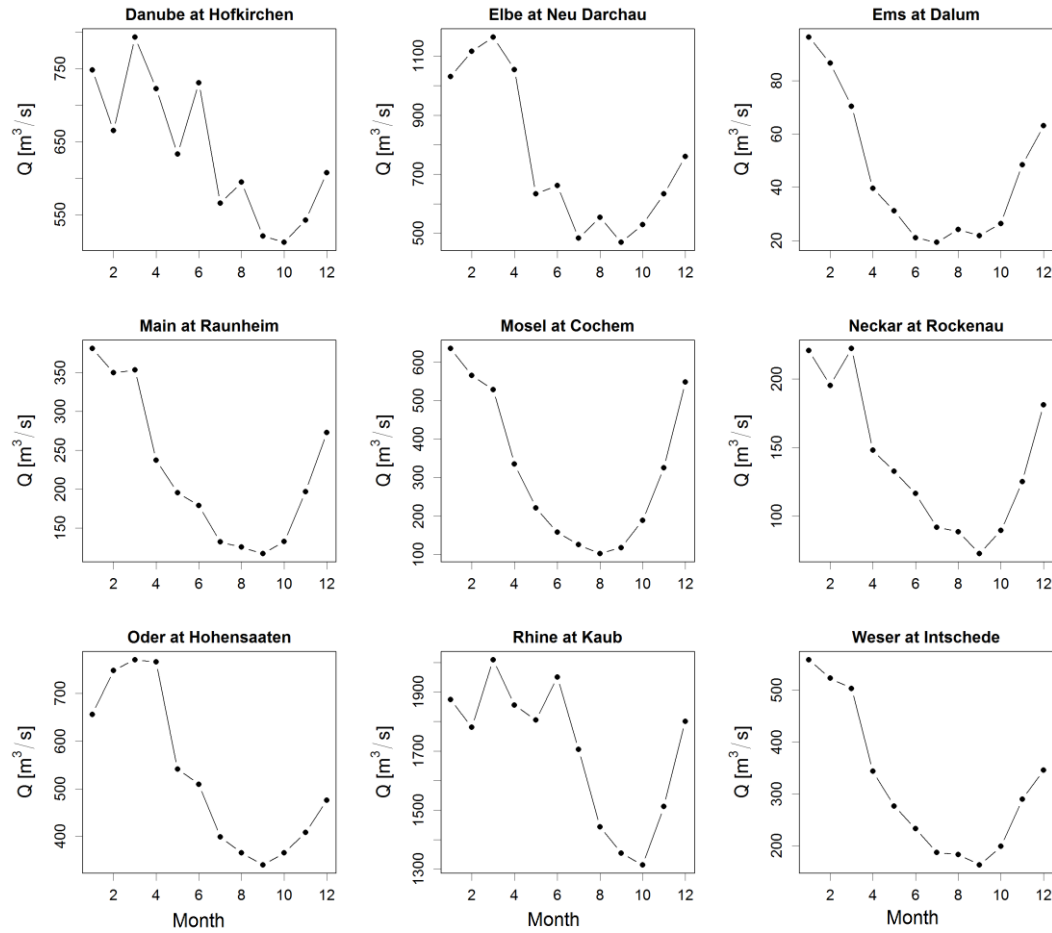 Danube at Hofkirchen
Elbe at Neu Darchau
Ems at Dalum
Q [m³/s]
550 650 750
2 4 6 8 10 12
Q [m³/s]
500 700 900 1100
2 4 6 8 10 12
Q [m³/s]
20 40 60 80
2 4 6 8 10 12
Main at Raunheim
Mosel at Cochem
Neckar at Rockenau
Q [m³/s]
150 200 250 300 350
2 4 6 8 10 12
Q [m³/s]
100 200 300 400 500 600
2 4 6 8 10 12
Q [m³/s]
100 150 200
2 4 6 8 10 12
Oder at Hohensaaten
Rhine at Kaub
Weser at Intschede
Q [m³/s]
400 500 600 700
2 4 6 8 10 12
Month
Q [m³/s]
1300 1500 1700 1900
2 4 6 8 10 12
Month
Q [m³/s]
200 300 400 500
2 4 6 8 10 12
Month